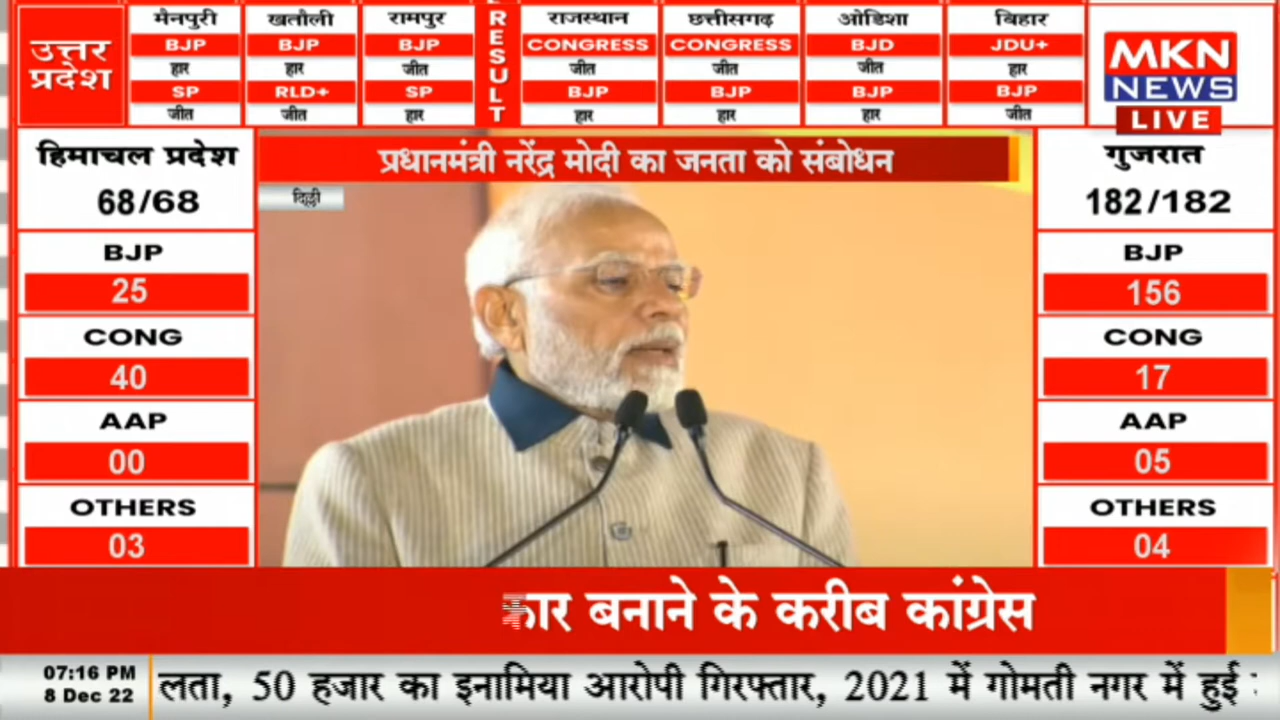 उत्तर
प्रदेश
मैनपुरी
BJP
हार
SP
जीत
खतौली
BJP
हार
RLD+
जीत
रामपुर
BJP
जीत
SP
हार
RESULT
राजस्थान
CONGRESS
जीत
BJP
हार
छत्तीसगढ़
CONGRESS
जीत
BJP
हार
ओडिशा
BJD
जीत
BJP
हार
बिहार
JDU+
हार
BJP
जीत
MKN
NEWS
LIVE
हिमाचल प्रदेश
68/68
BJP
25
CONG
40
AAP
00
OTHERS
03
प्रधानमंत्री नरेंद्र मोदी का जनता को संबोधन
दिल्ली
गुजरात
182/182
BJP
156
CONG
17
AAP
05
OTHERS
04
बनाने के करीब कांग्रेस
07:16 PM
8 Dec 22
लता, 50 हजार का इनामिया आरोपी गिरफ्तार, 2021 में गोमती नगर में हुई